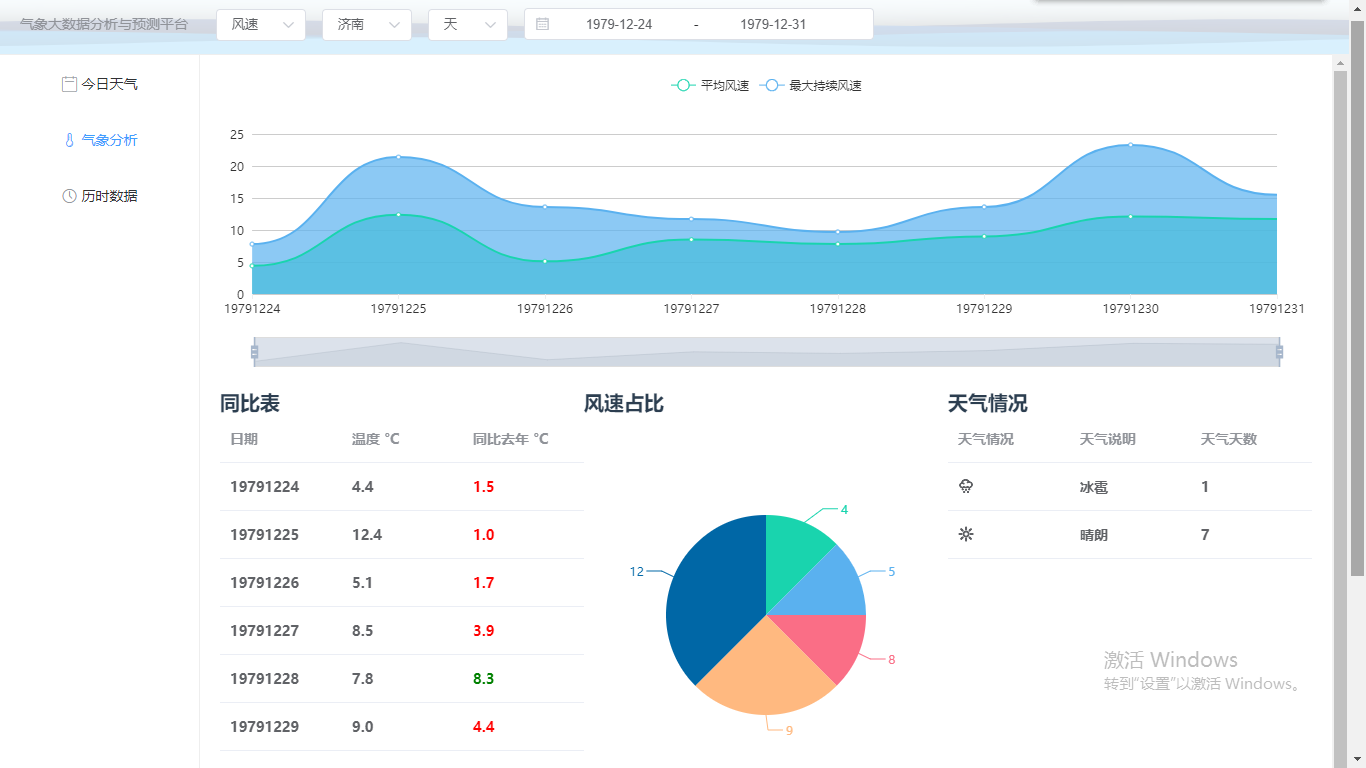 气象大数据分析与预测平台 风速 济南 天 1979-12-24 - 1979-12-31
今日天气
气象分析
历时数据
平均风速 最大持续风速
25
20
15
10
5
0
19791224 19791225 19791226 19791227 19791228 19791229 19791230 19791231
同比表
日期 温度 °C 同比去年 °C
19791224 4.4 1.5
19791225 12.4 1.0
19791226 5.1 1.7
19791227 8.5 3.9
19791228 7.8 8.3
19791229 9.0 4.4
风速占比
4
5
8
9
12
天气情况
天气情况 天气说明 天气天数
冰雹 1
晴朗 7
激活 Windows
转到"设置"以激活 Windows。